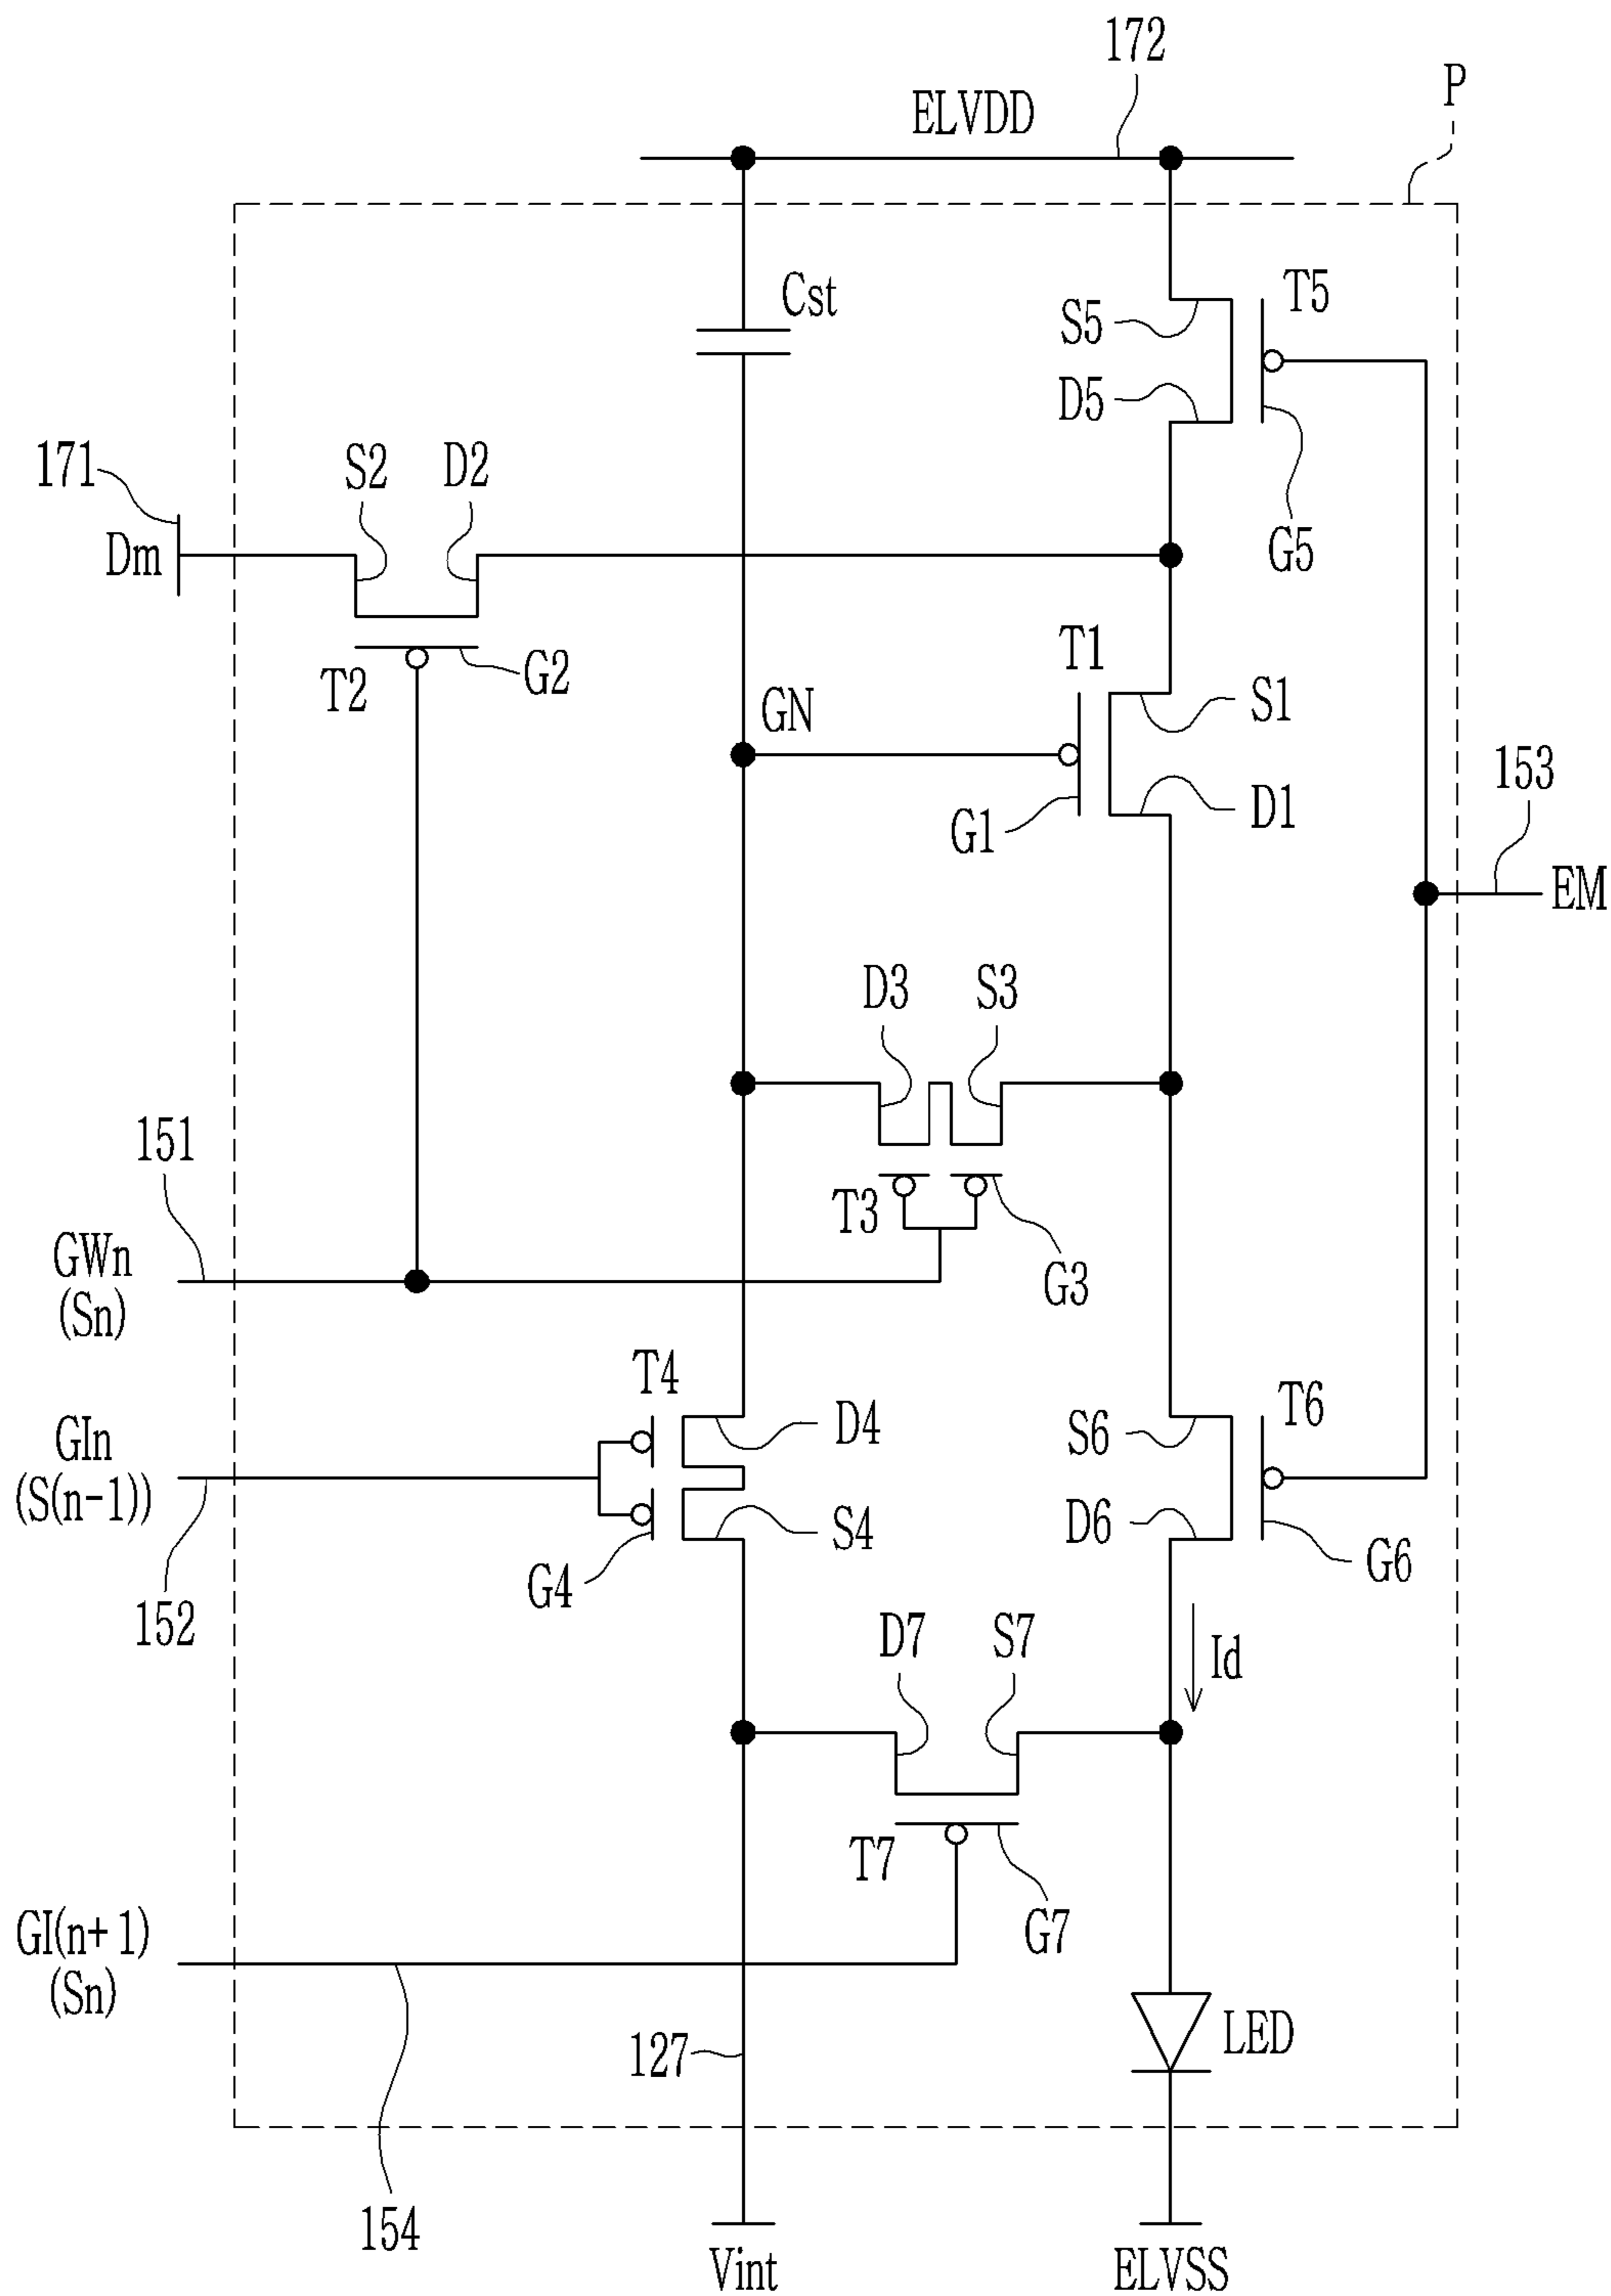 172
P
ELVDD
Cst
T5
S5
D5
171
S2
D2
Dm
G5
T1
T2
G2
GN
S1
153
G1
D1
EM
D3
S3
151
T3
GWn
(Sn)
G3
T4
T6
GIn
(S(n-1))
D4
S6
S4
D6
G4
G6
152
D7
S7
Id
T7
GI(n+1)
(Sn)
G7
127
LED
154
Vint
ELVSS